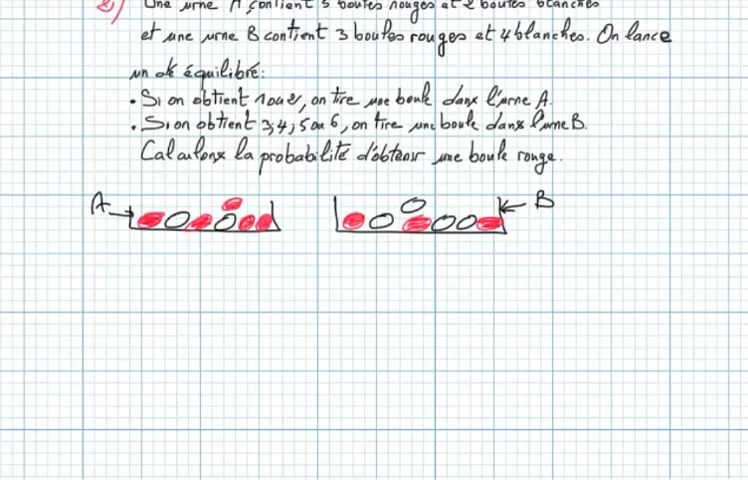 2) Une urne A contient 5 boules rouges et 2 boules blanches
et une urne B contient 3 boules rouges et 4 blanches. On lance
un dé équilibré:
• Si on obtient 1 ou 2, on tire une boule dans l'urne A.
• Si on obtient 3, 4, 5 ou 6, on tire une boule dans l'urne B.
Calculons la probabilité d'obtenir une boule rouge.
A B